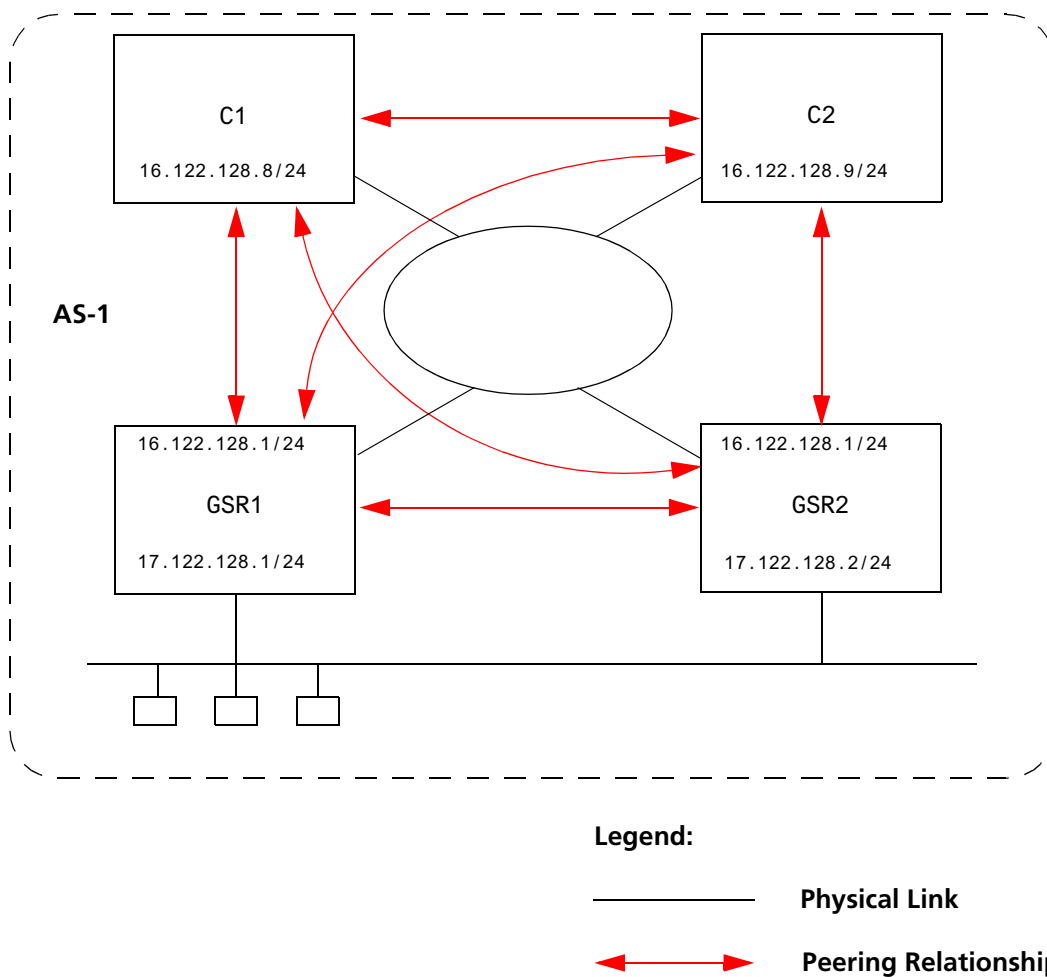 C1
16.122.128.8/24
C2
16.122.128.9/24
AS-1
16.122.128.1/24
GSR1
17.122.128.1/24
16.122.128.1/24
GSR2
17.122.128.2/24
Legend:
Physical Link
Peering Relationship